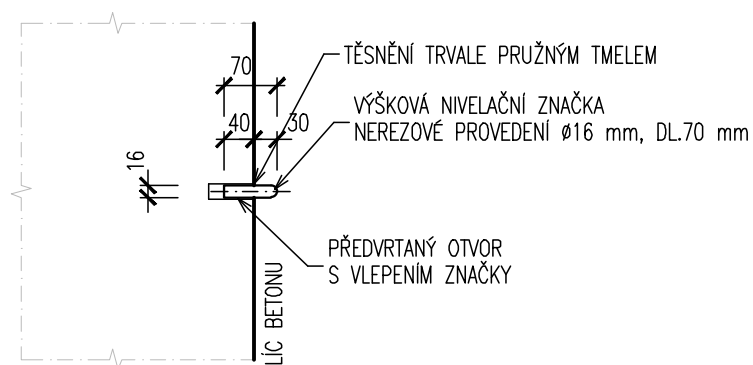 70
TĚSNĚNÍ TRVALE PRUŽNÝM TMELEM
VÝŠKOVÁ NIVELAČNÍ ZNAČKA
40
30
NEREZOVÉ PROVEDENÍ ø16 mm, DL.70 mm
16
PŘEDVRTANÝ OTVOR
S VLEPENÍM ZNAČKY
LÍC BETONU